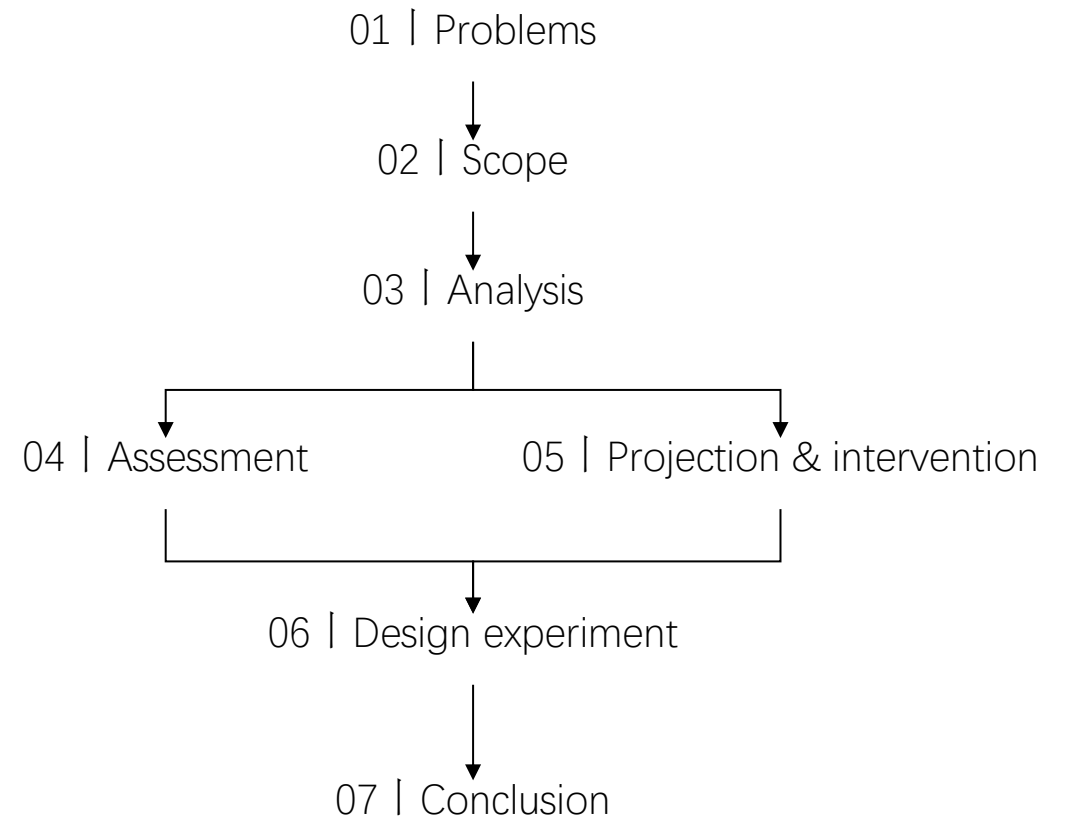 01 | Problems
02 | Scope
03 | Analysis
04 | Assessment
05 | Projection & intervention
06 | Design experiment
07 | Conclusion